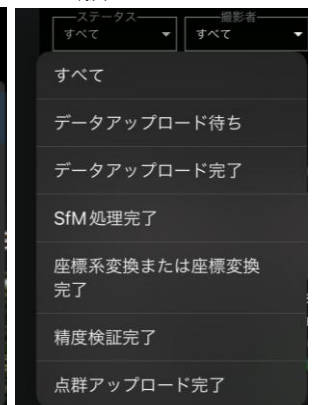 ステータス
撮影者
すべて
すべて
すべて
データアップロード待ち
データアップロード完了
SfM処理完了
座標系変換または座標変換
完了
精度検証完了
点群アップロード完了